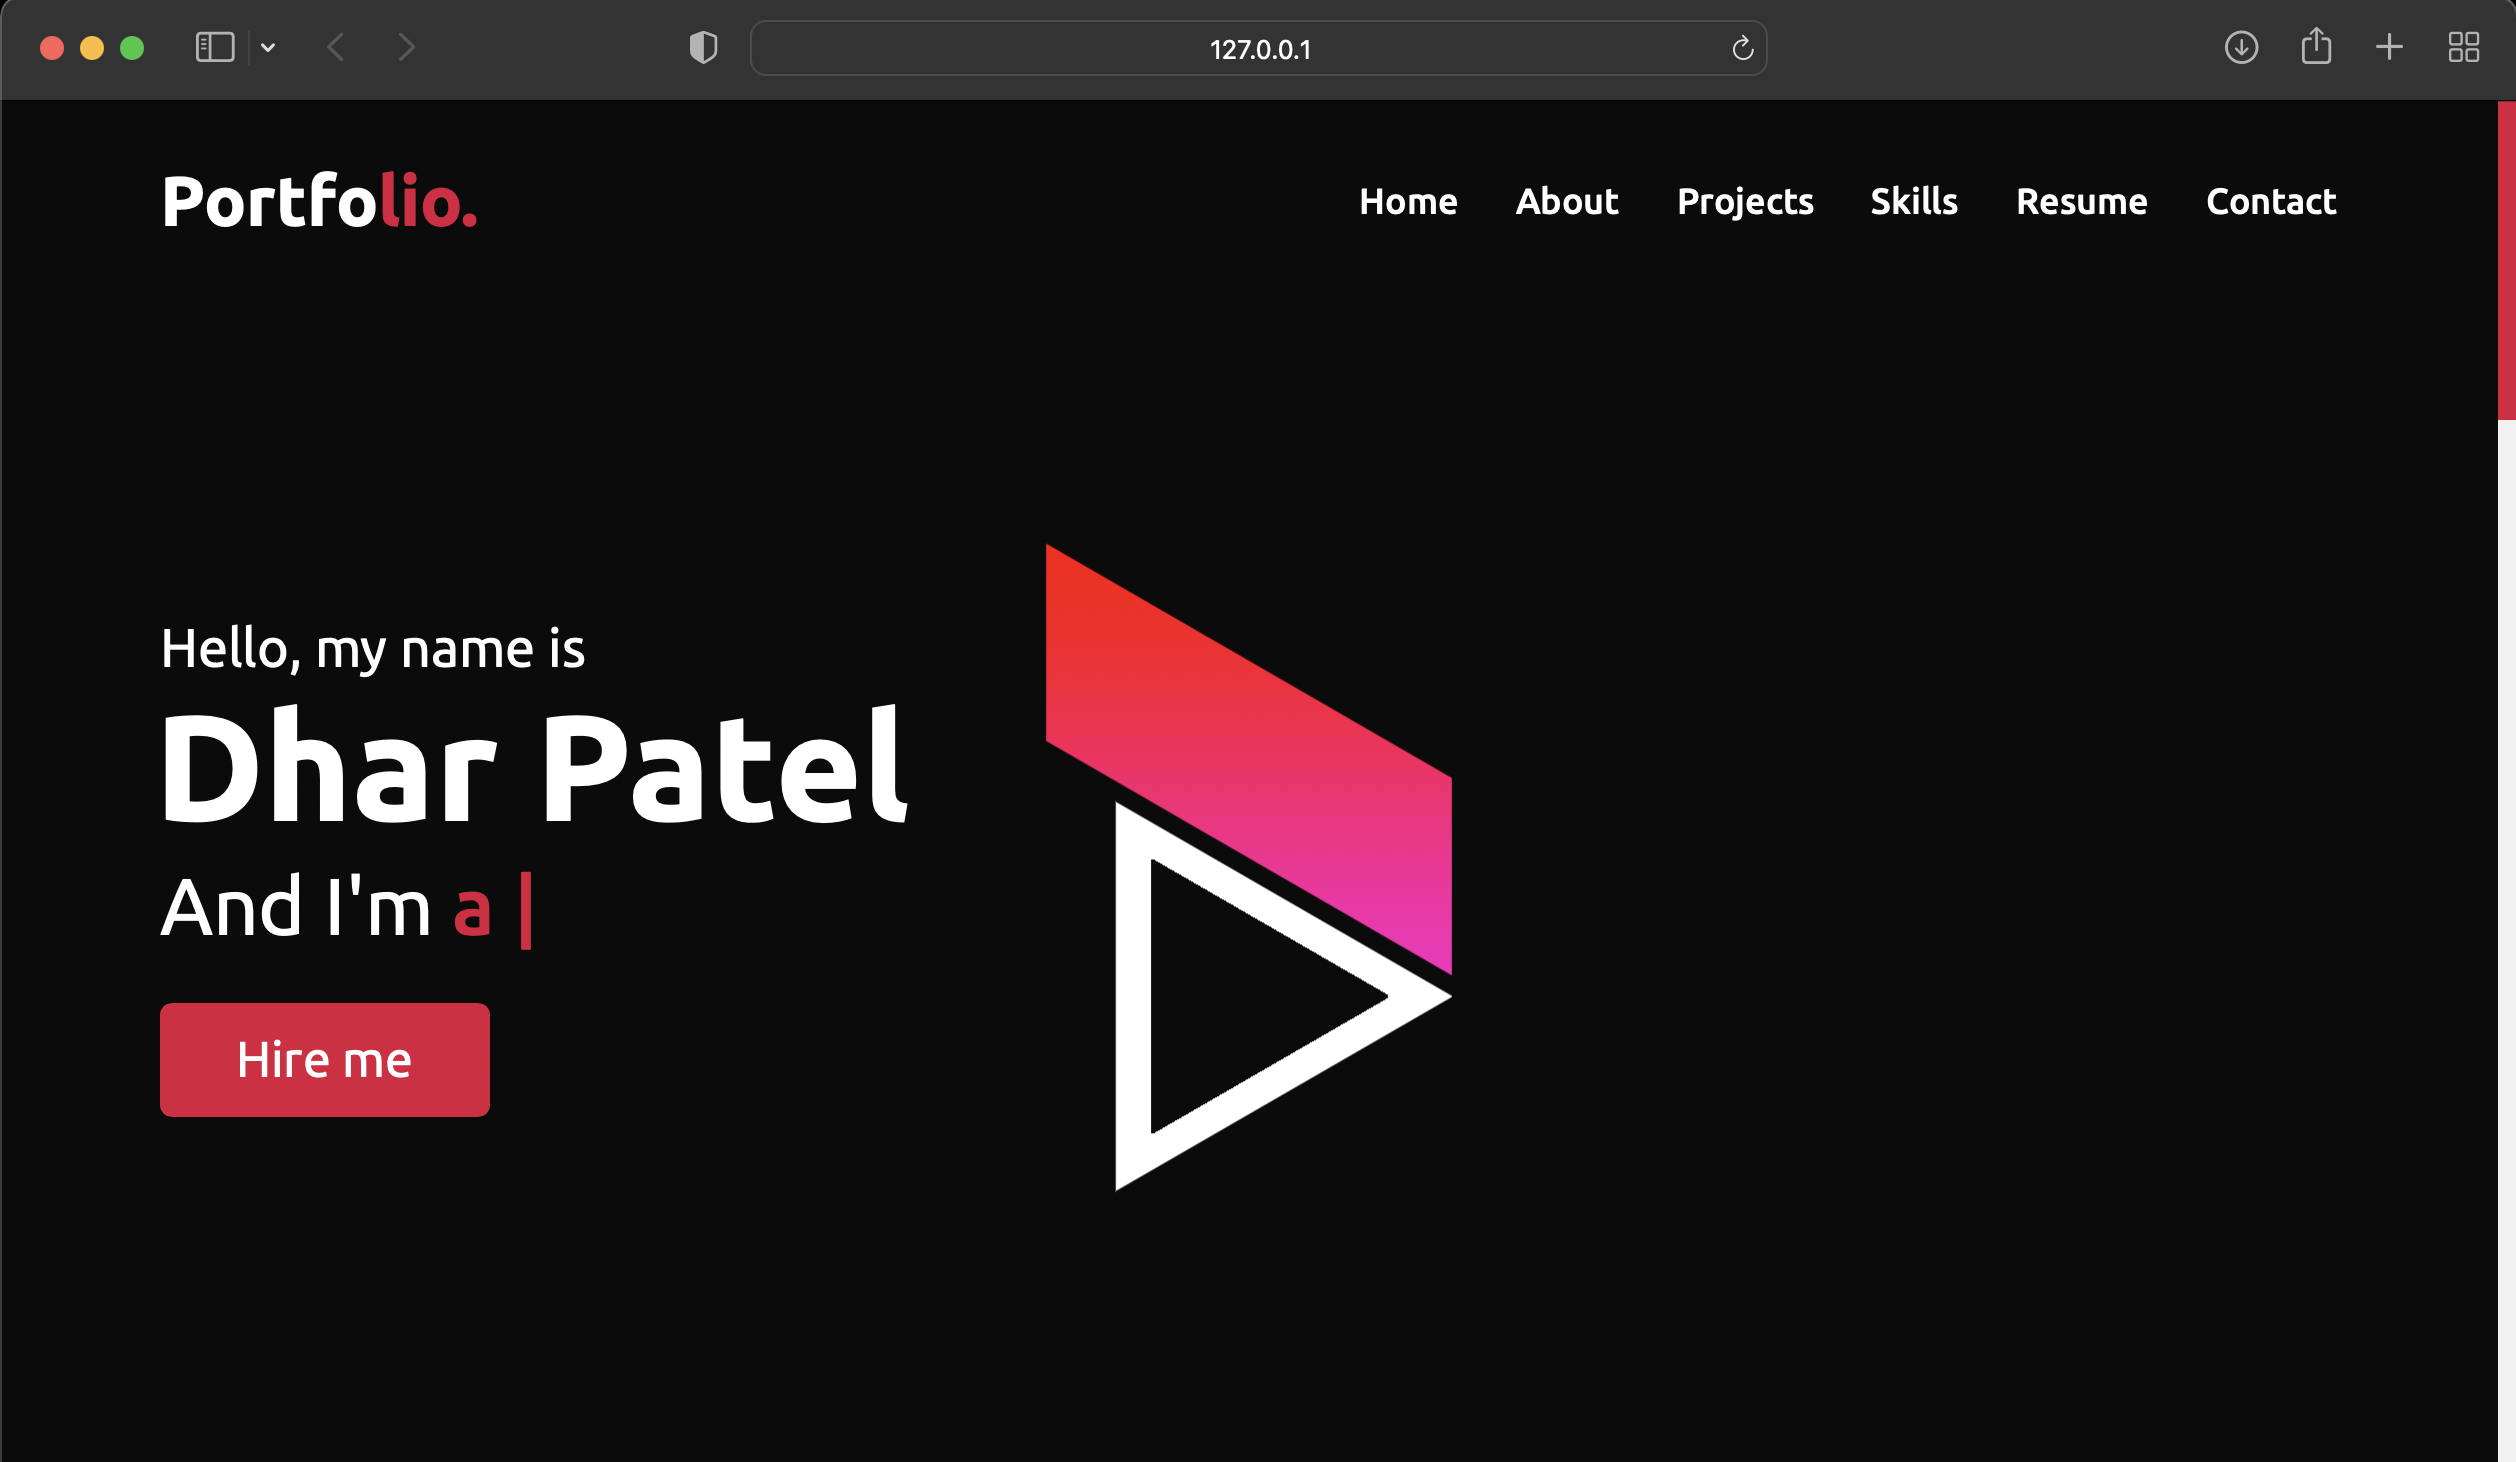 127.0.0.1
Portfolio.
Home About Projects Skills Resume Contact
Hello, my name is
Dhar Patel
And I'm a |
Hire me